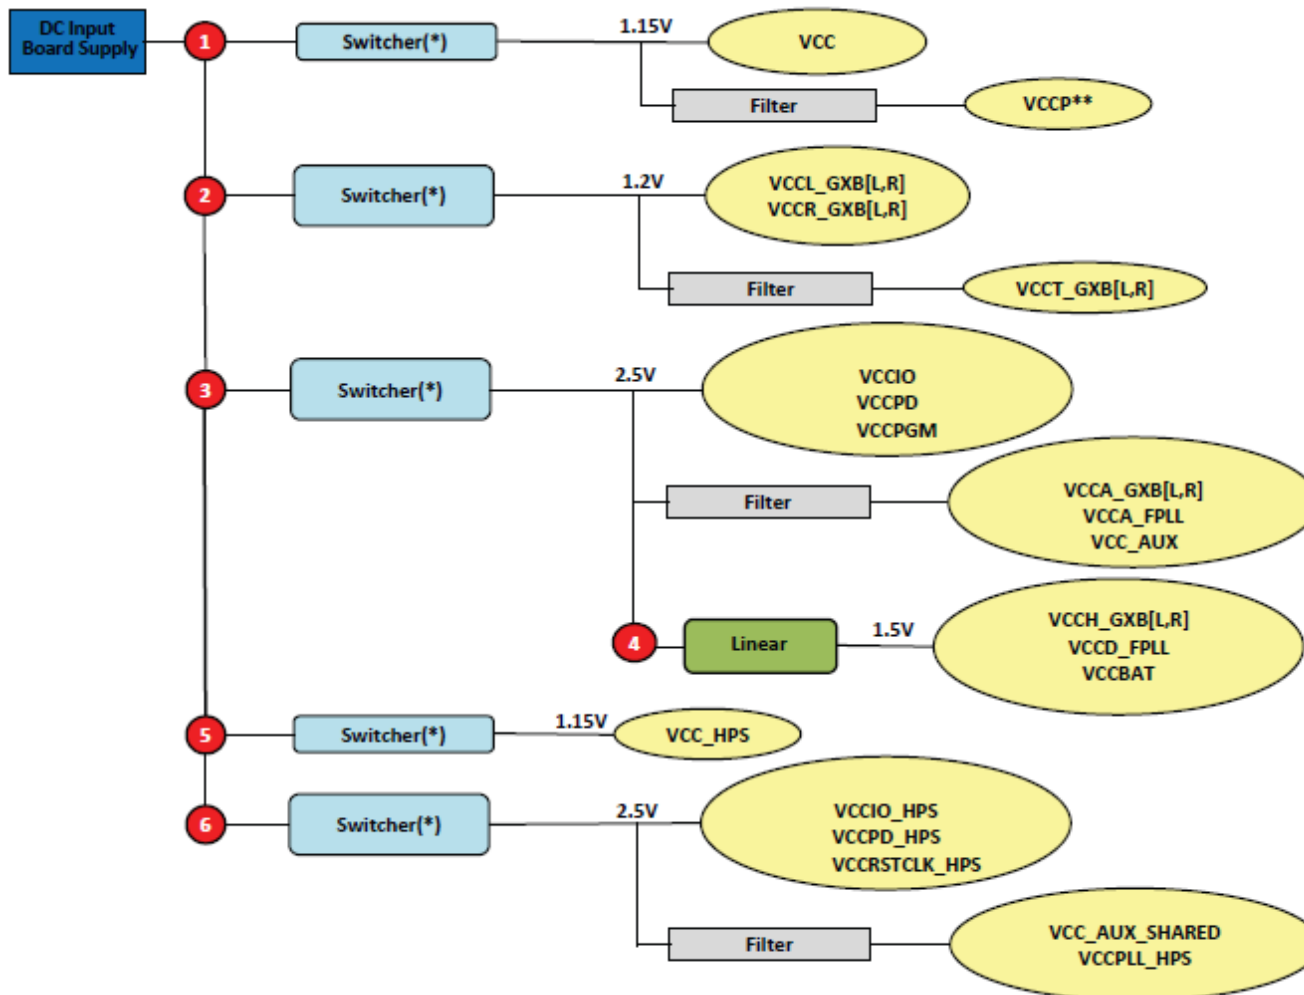 DC Input
Board Supply
1
Switcher(*)
1.15V
VCC
Filter
VCCP**
2
Switcher(*)
1.2V
VCCL_GXB[L,R]
VCCR_GXB[L,R]
Filter
VCCT_GXB[L,R]
3
Switcher(*)
2.5V
VCCIO
VCCPD
VCCPGM
Filter
VCCA_GXB[L,R]
VCCA_FPLL
VCC_AUX
4
Linear
1.5V
VCCH_GXB[L,R]
VCCD_FPLL
VCCBAT
5
Switcher(*)
1.15V
VCC_HPS
6
Switcher(*)
2.5V
VCCIO_HPS
VCCPD_HPS
VCCRSTCLK_HPS
Filter
VCC_AUX_SHARED
VCCPLL_HPS